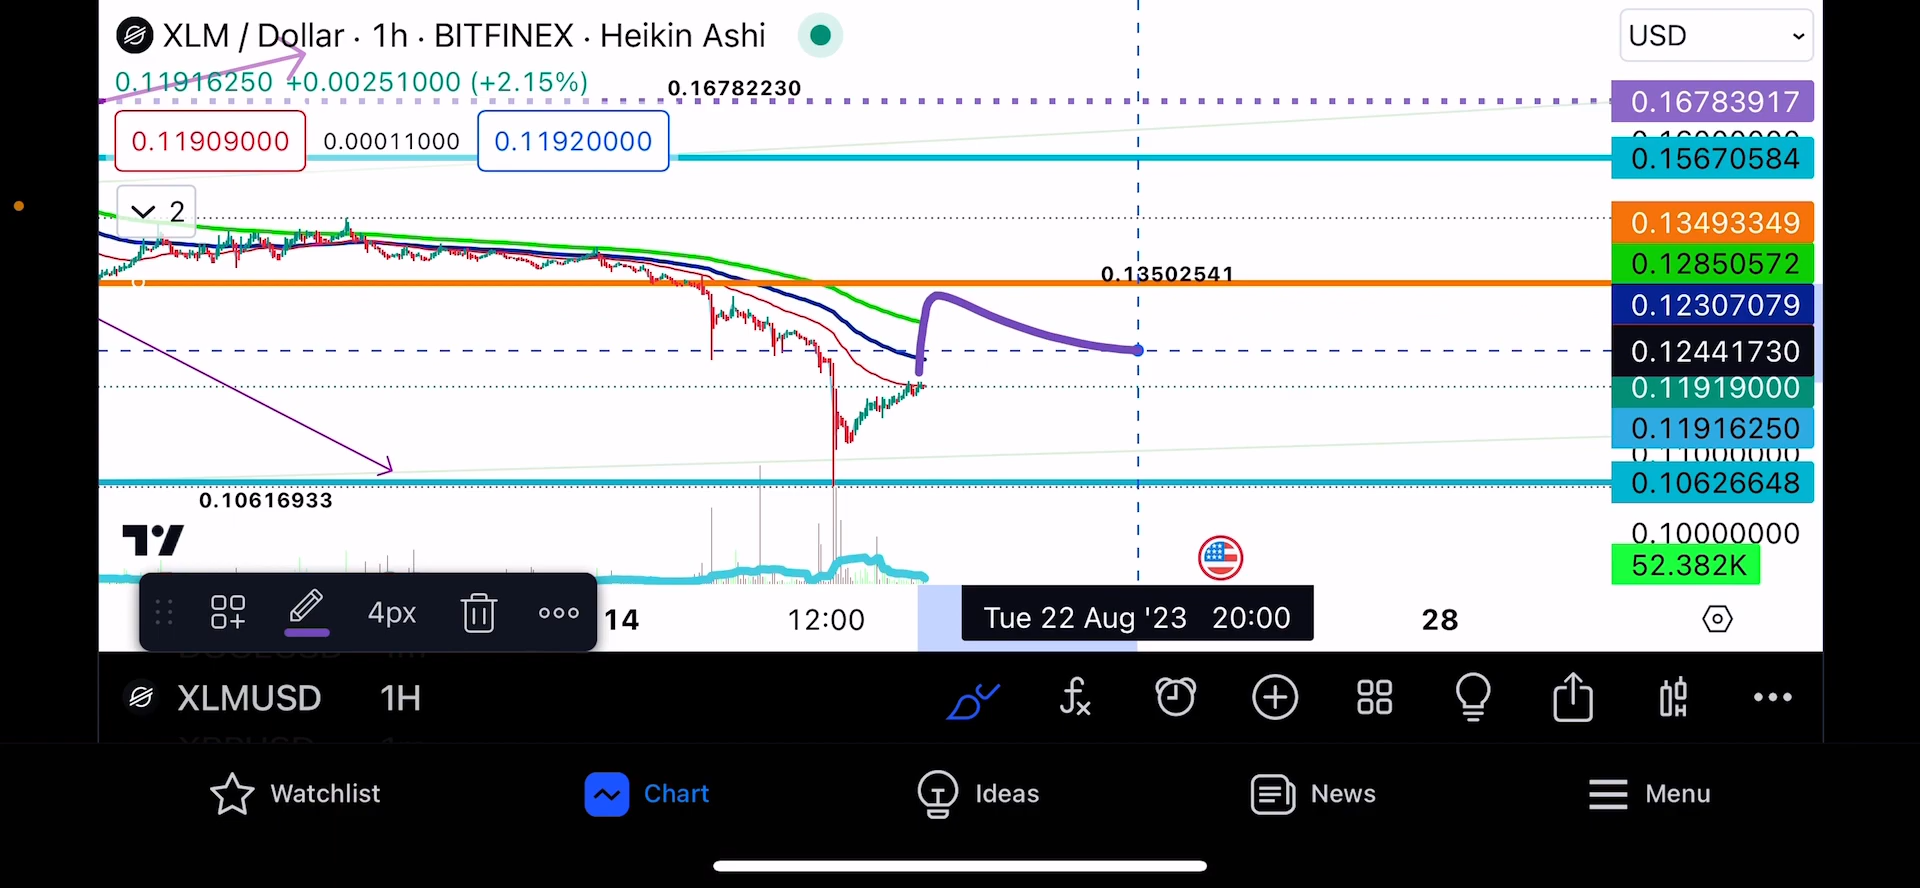 XLM / Dollar · 1h · BITFINEX · Heikin Ashi
USD
0.11916250 +0.00251000 (+2.15%)
0.16782230
0.16783917
0.11909000
0.00011000
0.11920000
0.15670584
2
0.13493349
0.12850572
0.13502541
0.12307079
0.12441730
0.11919000
0.11916250
0.10626648
0.10616933
0.10000000
52.382K
4px
14
12:00
Tue 22 Aug '23 20:00
28
XLMUSD 1H
Watchlist
Chart
Ideas
News
Menu